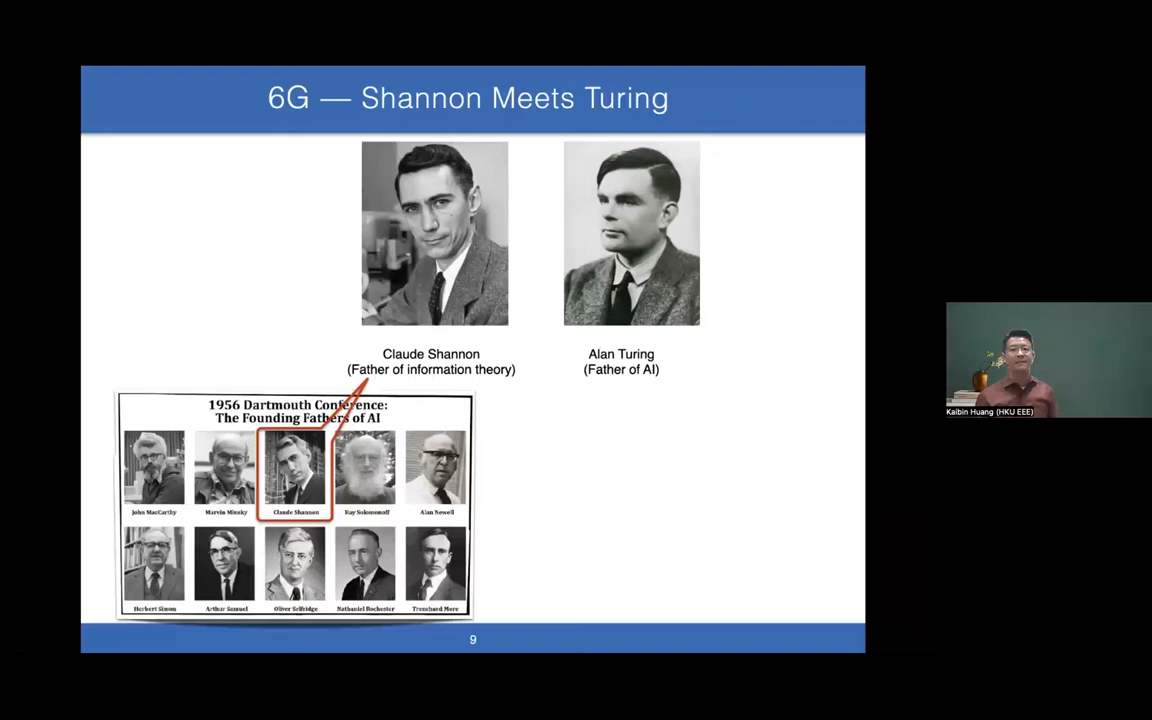 6G — Shannon Meets Turing
Claude Shannon
(Father of information theory)
Alan Turing
(Father of AI)
1956 Dartmouth Conference:
The Founding Fathers of AI
John MacCarthy
Marvin Minsky
Claude Shannon
Ray Solomonoff
Alan Newell
Herbert Simon
Arthur Samuel
Oliver Selfridge
Nathaniel Rochester
Trenchard More
9
Kaibin Huang (HKU EEE)